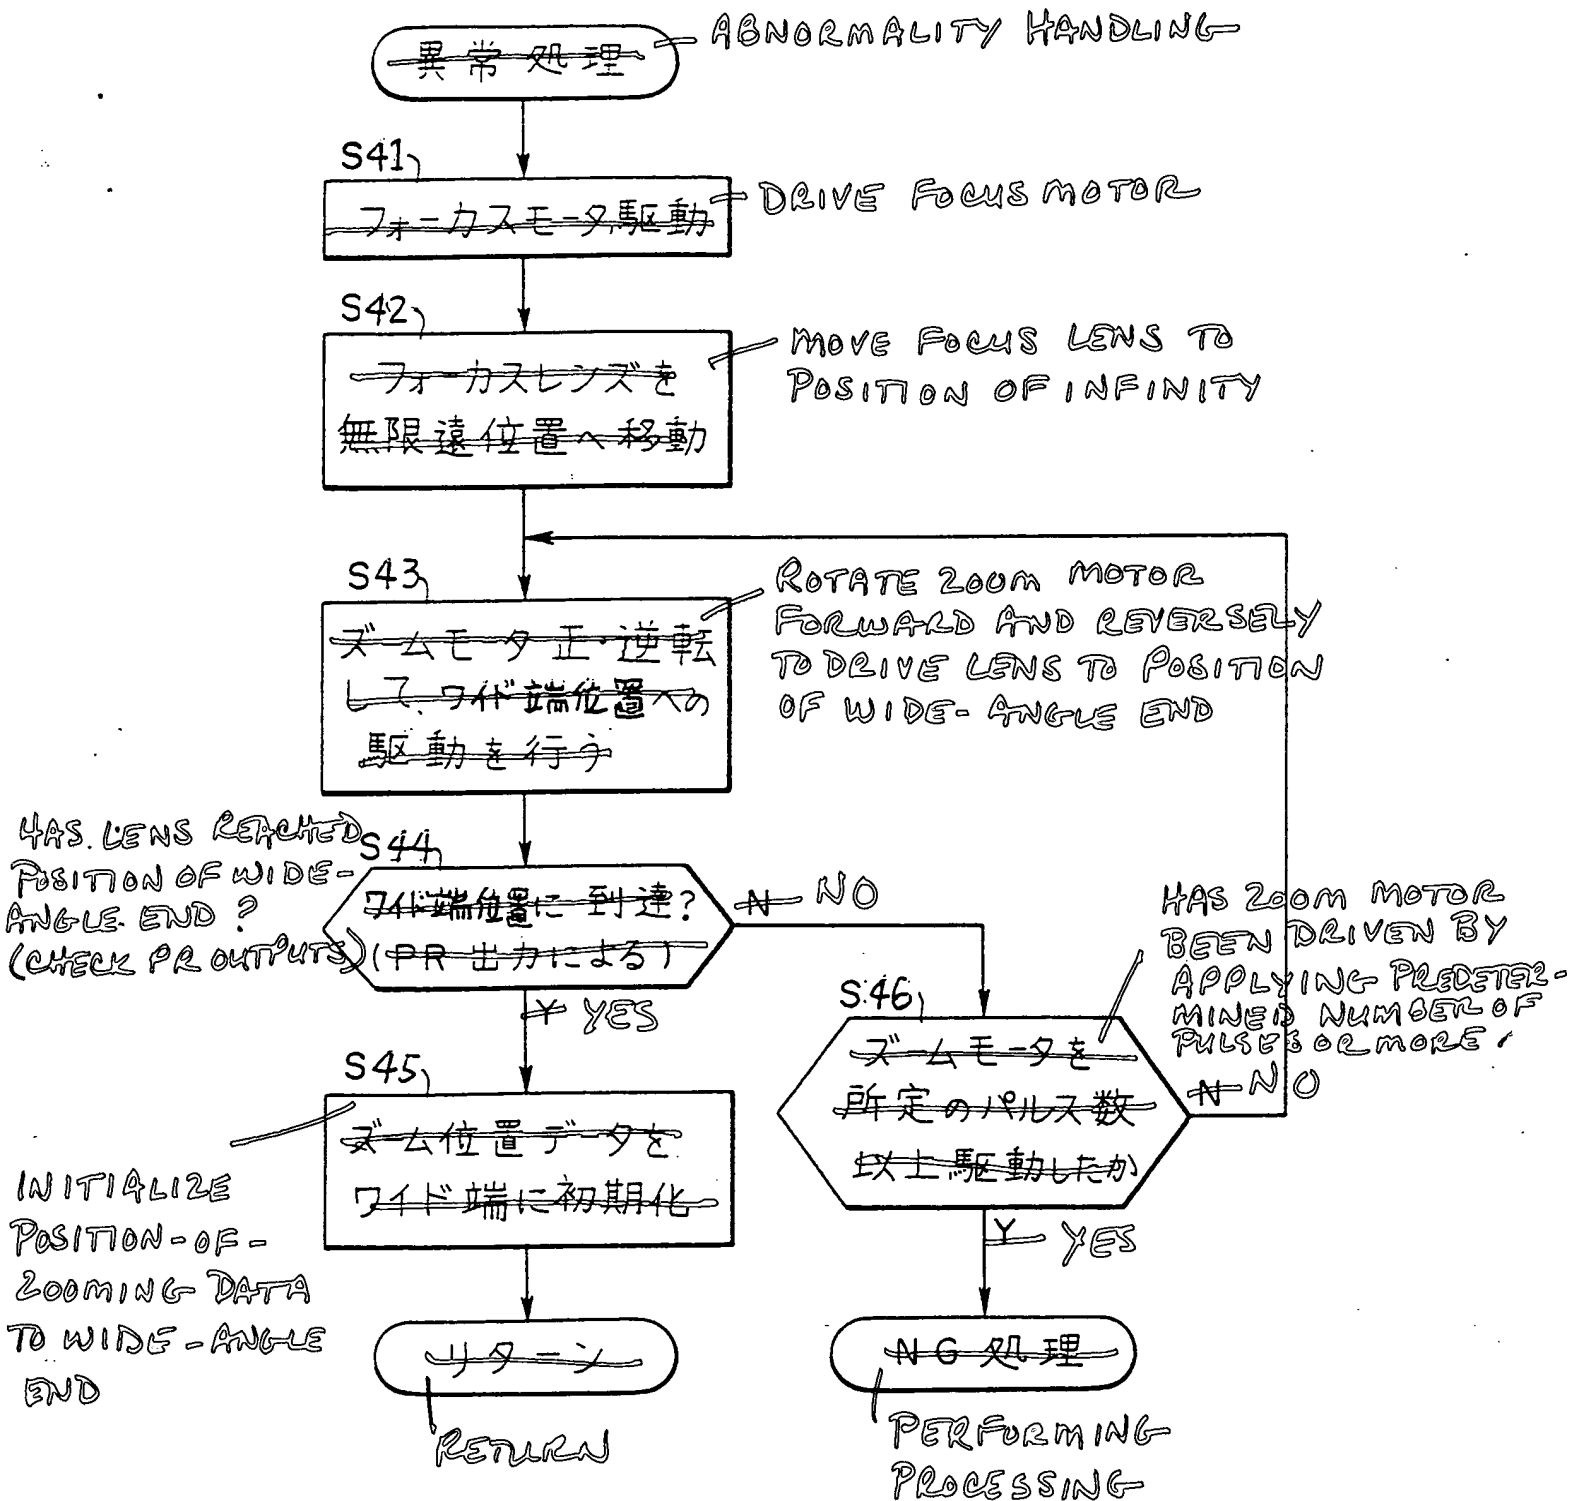 異常処理
ABNORMALITY HANDLING
S41
フォーカスモータ駆動
DRIVE FOCUS MOTOR
S42
フォーカスレンズを
無限遠位置へ移動
MOVE FOCUS LENS TO
POSITION OF INFINITY
S43
ズームモータ正・逆転
して、ワイド端位置への
駆動を行う
ROTATE ZOOM MOTOR
FORWARD AND REVERSELY
TO DRIVE LENS TO POSITION
OF WIDE-ANGLE END
HAS LENS REACHED
POSITION OF WIDE-
ANGLE END?
(CHECK PR OUTPUTS)
S44
ワイド端位置に到達?
(PR出力による)
N NO
Y YES
HAS ZOOM MOTOR
BEEN DRIVEN BY
APPLYING PREDETER-
MINED NUMBER OF
PULSES OR MORE.
S46
ズームモータを
所定のパルス数
以上駆動したか
N NO
Y YES
S45
ズーム位置データを
ワイド端に初期化
INITIALIZE
POSITION-OF-
ZOOMING DATA
TO WIDE-ANGLE
END
リターン
RETURN
NG処理
PERFORMING
PROCESSING